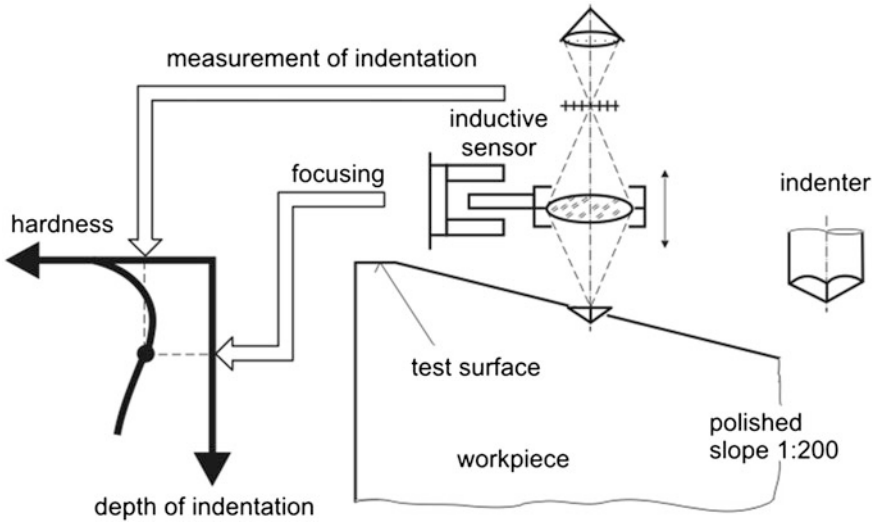 measurement of indentation
inductive
sensor
focusing
indenter
hardness
test surface
polished
slope 1:200
workpiece
depth of indentation